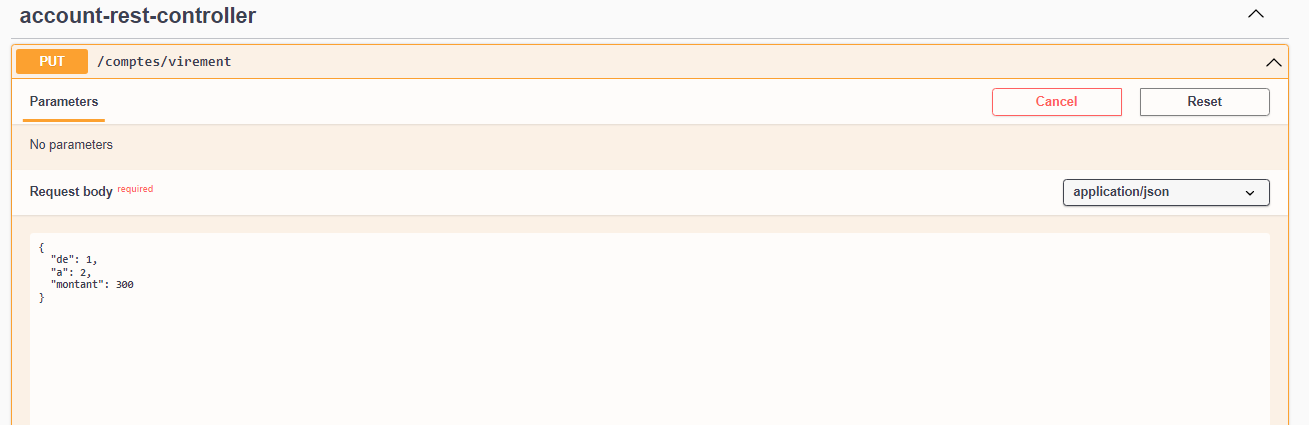 account-rest-controller
PUT /comptes/virement
Parameters Cancel Reset
No parameters
Request body required application/json
{
"de": 1,
"a": 2,
"montant": 300
}